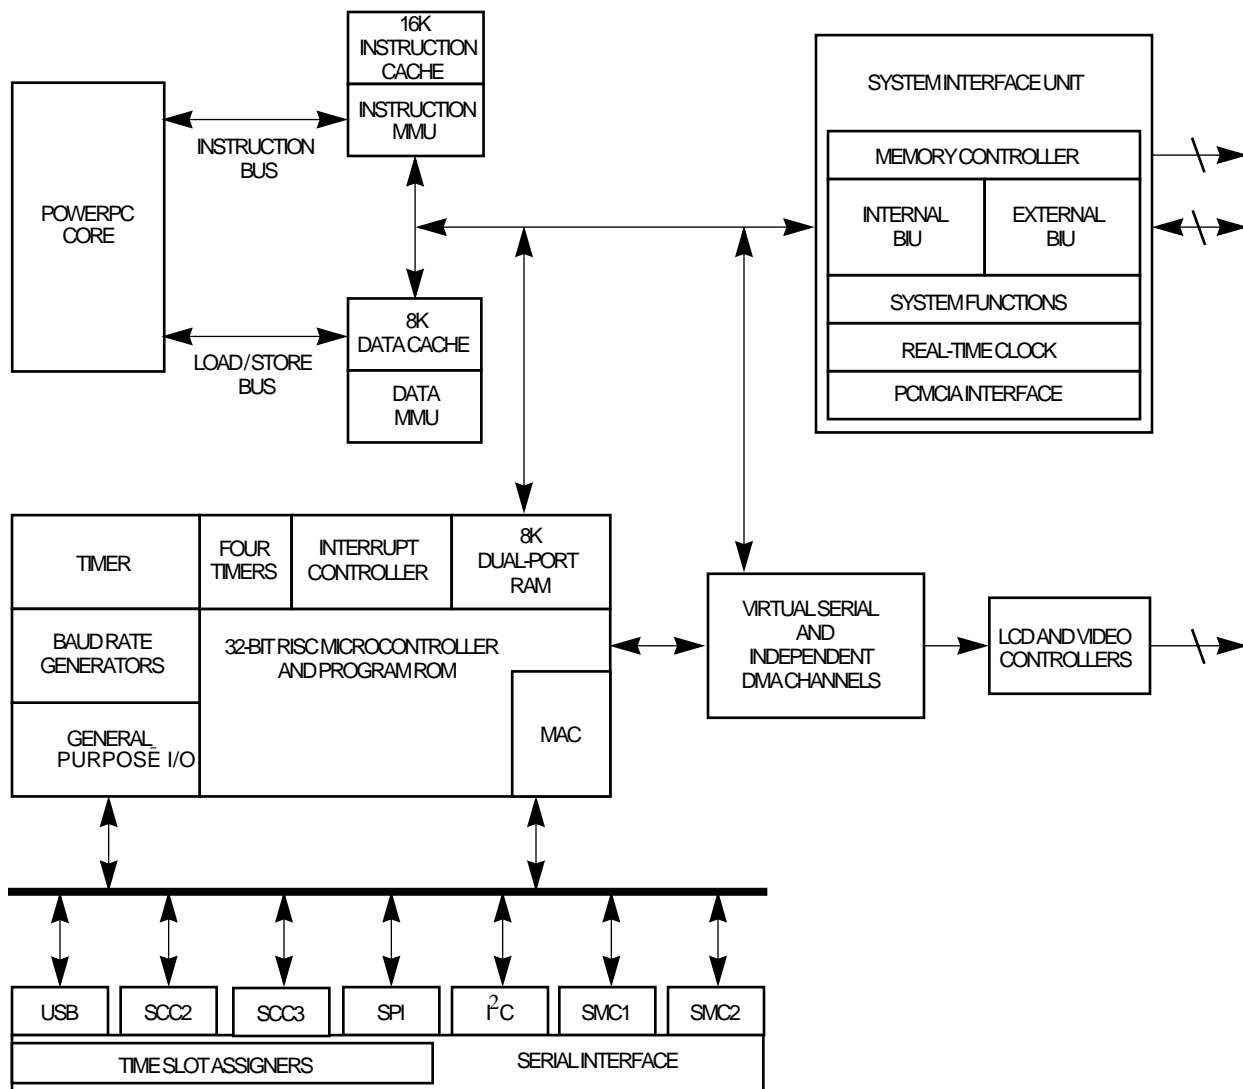 16K
INSTRUCTION
CACHE
INSTRUCTION
MMU
INSTRUCTION
BUS
POWERPC
CORE
8K
DATA CACHE
DATA
MMU
LOAD / STORE
BUS
SYSTEM INTERFACE UNIT
MEMORY CONTROLLER
INTERNAL
BIU
EXTERNAL
BIU
SYSTEM FUNCTIONS
REAL-TIME CLOCK
PCMCIA INTERFACE
TIMER
FOUR
TIMERS
INTERRUPT
CONTROLLER
8K
DUAL-PORT
RAM
BAUD RATE
GENERATORS
32-BIT RISC MICROCONTROLLER
AND PROGRAM ROM
GENERAL
PURPOSE I/O
MAC
VIRTUAL SERIAL
AND
INDEPENDENT
DMA CHANNELS
LCD AND VIDEO
CONTROLLERS
USB
SCC2
SCC3
SPI
I²C
SMC1
SMC2
TIME SLOT ASSIGNERS
SERIAL INTERFACE